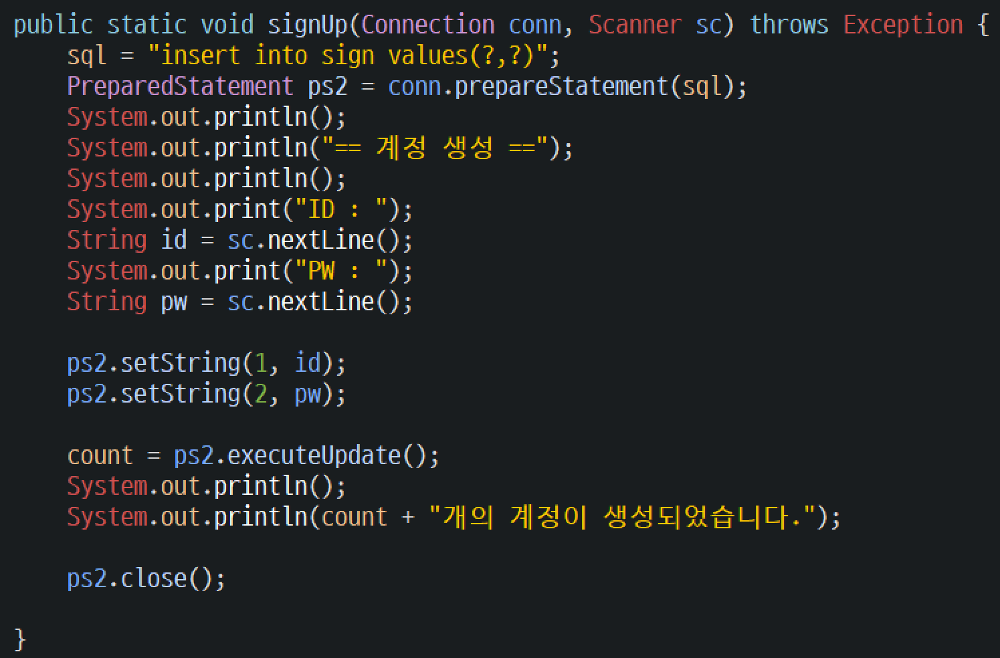 public static void signUp(Connection conn, Scanner sc) throws Exception {
    sql = "insert into sign values(?,?)";
    PreparedStatement ps2 = conn.prepareStatement(sql);
    System.out.println();
    System.out.println("== 계정 생성 ==");
    System.out.println();
    System.out.print("ID : ");
    String id = sc.nextLine();
    System.out.print("PW : ");
    String pw = sc.nextLine();

    ps2.setString(1, id);
    ps2.setString(2, pw);

    count = ps2.executeUpdate();
    System.out.println();
    System.out.println(count + "개의 계정이 생성되었습니다.");

    ps2.close();

}